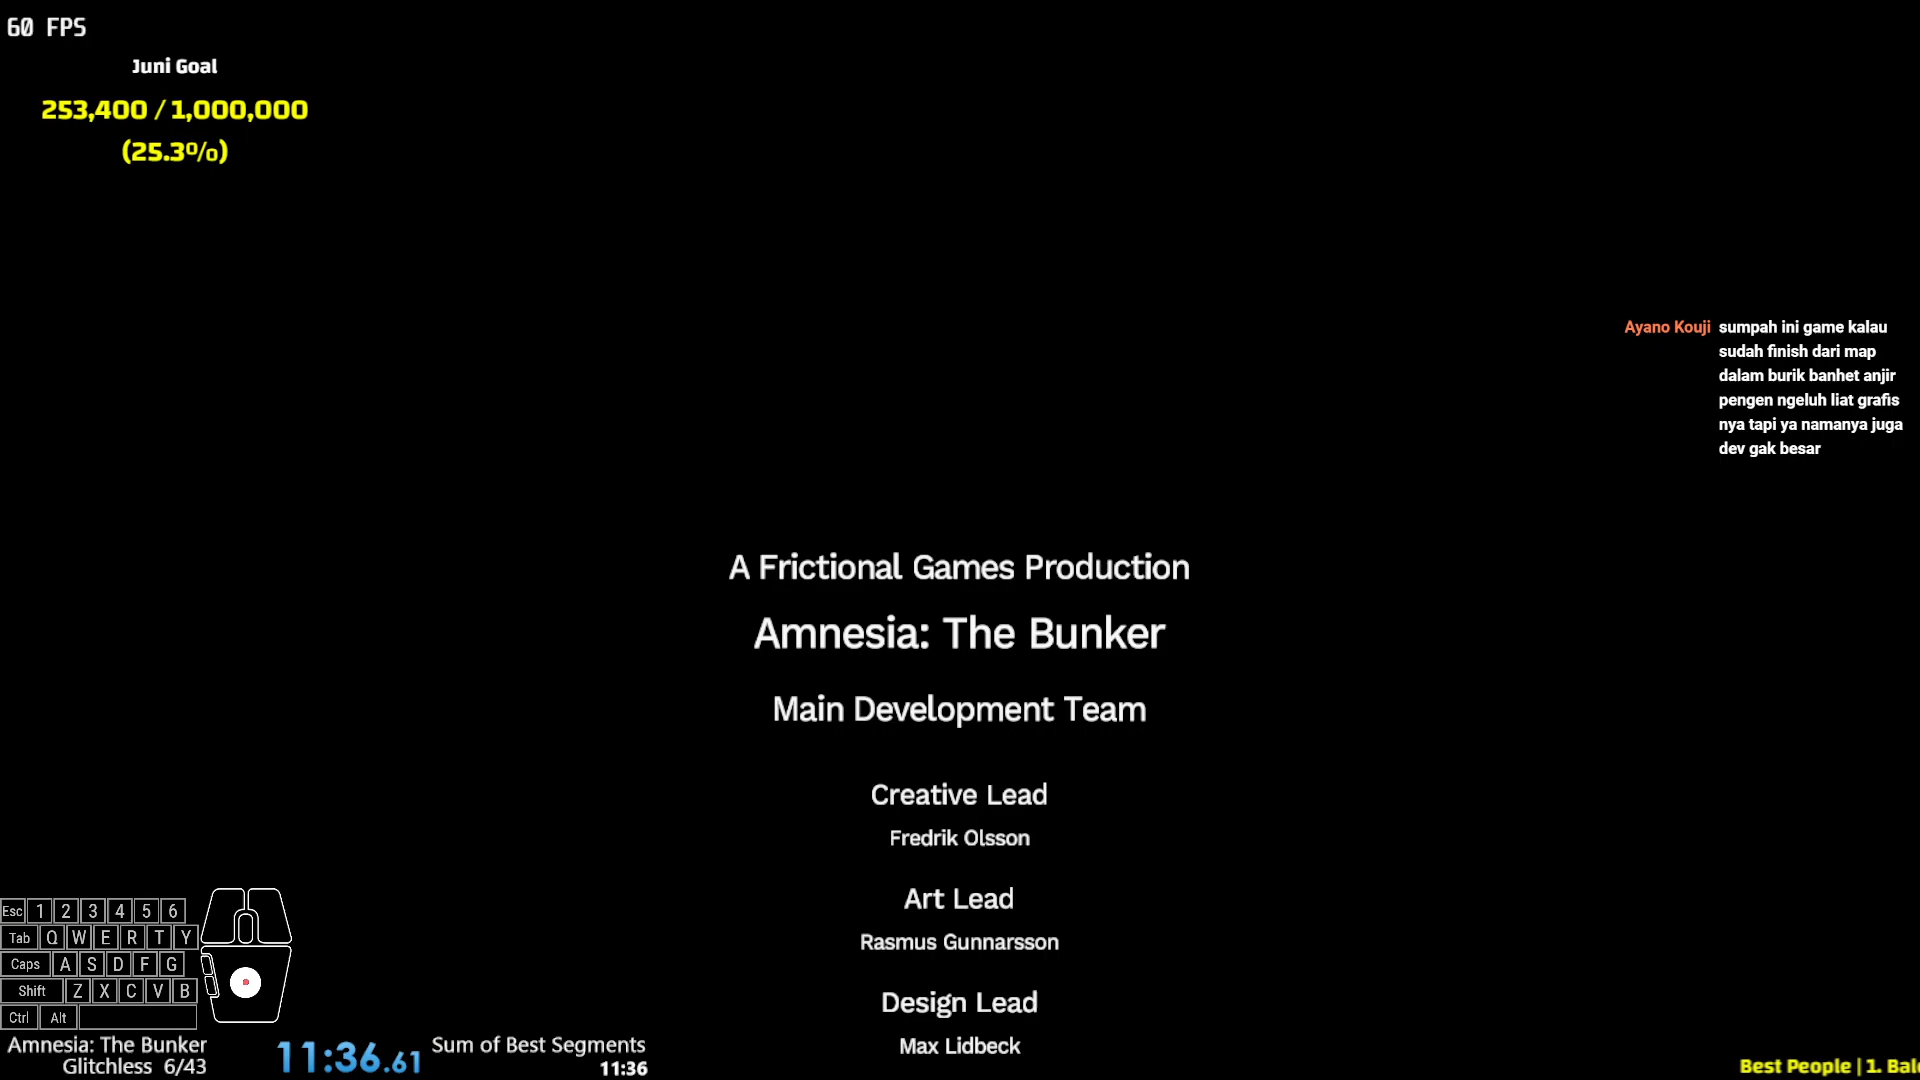 60 FPS
Juni Goal
253,400 / 1,000,000
(25.3%)
Ayano Kouji sumpah ini game kalau
sudah finish dari map
dalam burik banhet anjir
pengen ngeluh liat grafis
nya tapi ya namanya juga
dev gak besar
A Frictional Games Production
Amnesia: The Bunker
Main Development Team
Creative Lead
Fredrik Olsson
Art Lead
Rasmus Gunnarsson
Design Lead
Max Lidbeck
Esc 1 2 3 4 5 6
Tab Q W E R T Y
Caps A S D F G
Shift Z X C V B
Ctrl Alt
Amnesia: The Bunker
Glitchless 6/43
11:36.61
Sum of Best Segments
11:36
Best People | 1.